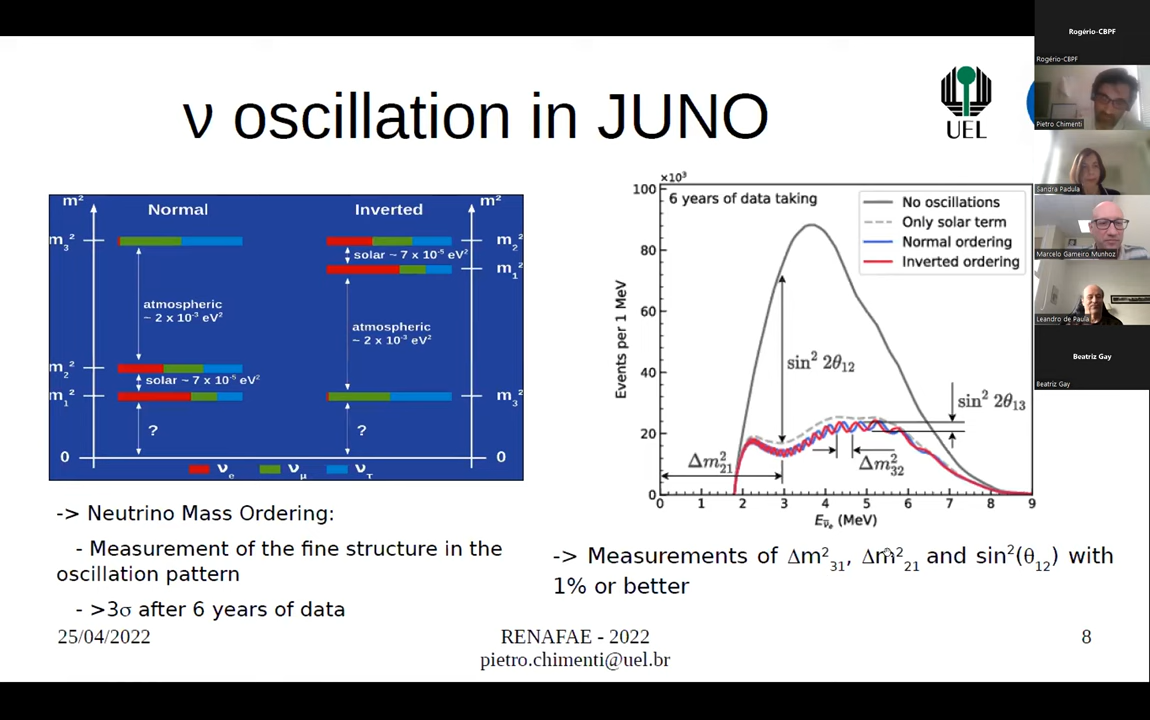 ν oscillation in JUNO
UEL
m² m²
Normal Inverted
m₃² m₂²
solar ~ 7 x 10⁻⁵ eV²
m₁²
atmospheric
~ 2 x 10⁻³ eV²
atmospheric
~ 2 x 10⁻³ eV²
m₂²
solar ~ 7 x 10⁻⁵ eV²
m₁² m₃²
? ?
0 0
νe νμ ντ
×10³
6 years of data taking
No oscillations
Only solar term
Normal ordering
Inverted ordering
100
80
60
40
20
0
Events per 1 MeV
sin² 2θ₁₂
sin² 2θ₁₃
Δm²₂₁
Δm²₃₂
0 1 2 3 4 5 6 7 8 9
Eν̄e (MeV)
-> Neutrino Mass Ordering:
- Measurement of the fine structure in the
oscillation pattern
- >3σ after 6 years of data
-> Measurements of Δm²₃₁, Δm²₂₁ and sin²(θ₁₂) with
1% or better
25/04/2022
RENAFAE - 2022
pietro.chimenti@uel.br
8
Rogério-CBPF
Rogério-CBPF
Pietro Chimenti
Sandra Padula
Marcelo Gameiro Munhoz
Leandro de Paula
Beatriz Gay
Beatriz Gay